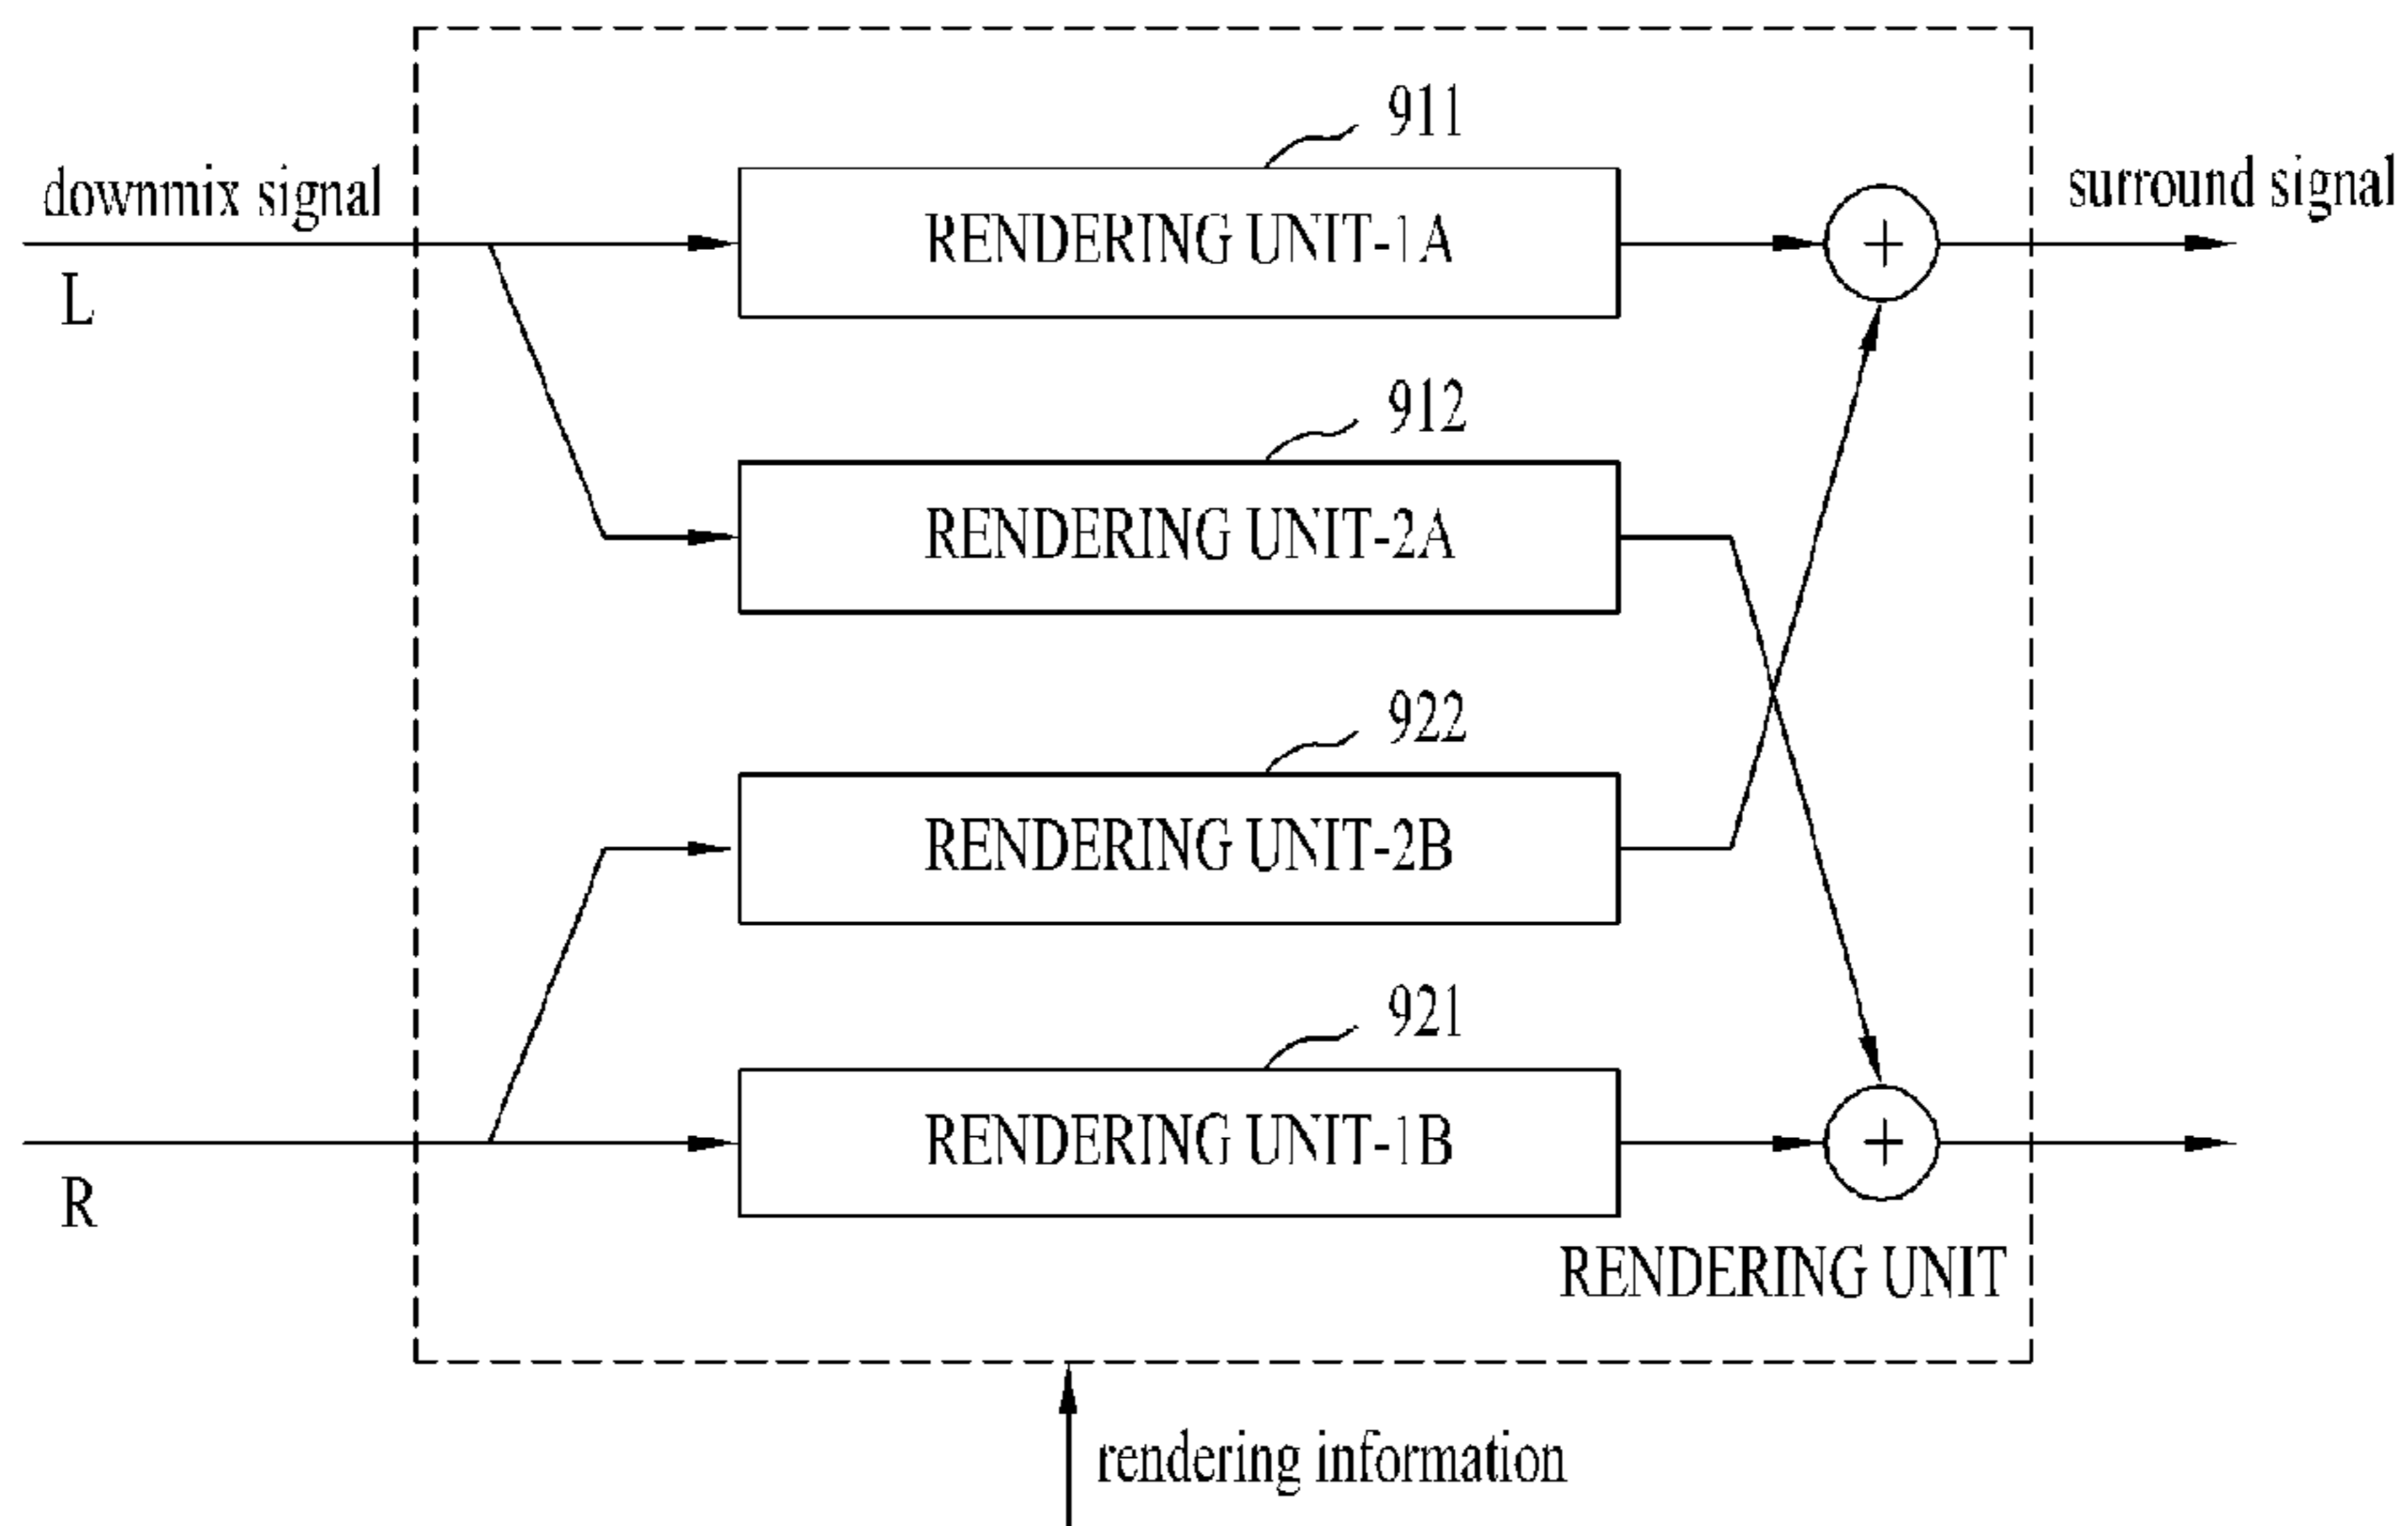 911
downmix signal
surround signal
RENDERING UNIT-1A
+
L
912
RENDERING UNIT-2A
922
RENDERING UNIT-2B
921
RENDERING UNIT-1B
+
R
RENDERING UNIT
rendering information